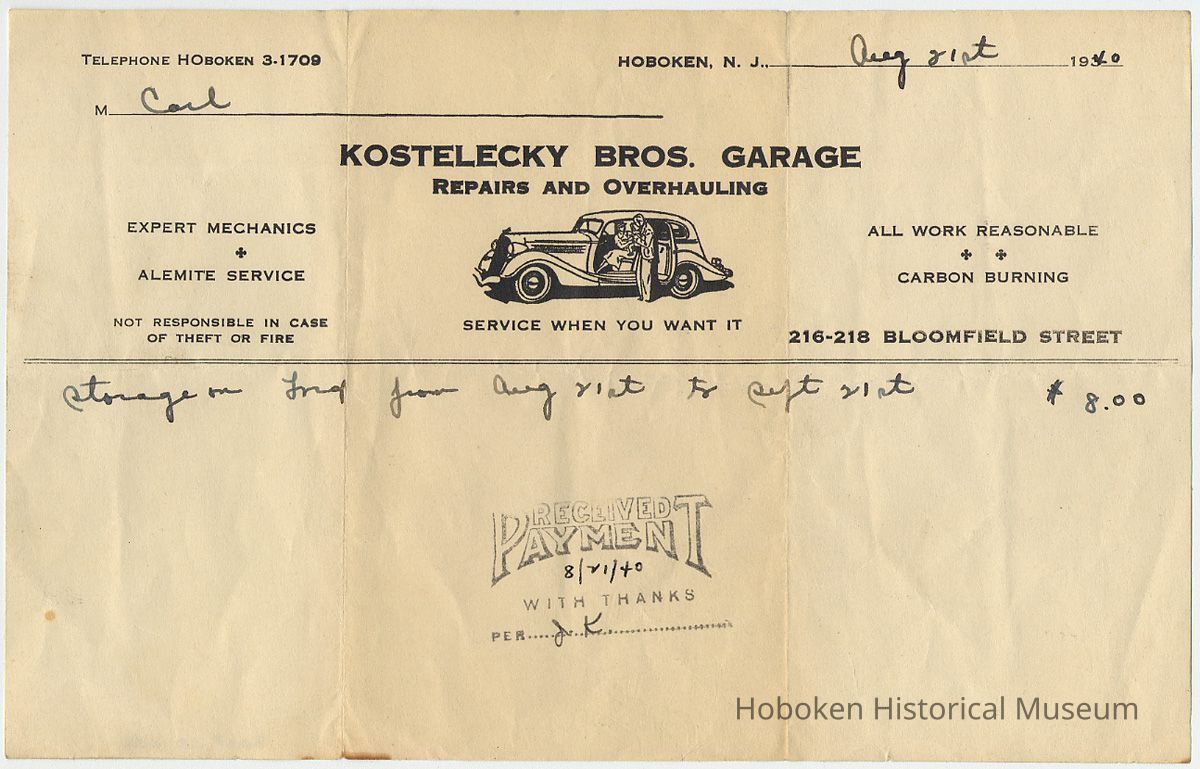 TELEPHONE HOBOKEN 3-1709
HOBOKEN, N. J., Aug 21st 1940
M Carl
KOSTELECKY BROS. GARAGE
REPAIRS AND OVERHAULING
EXPERT MECHANICS
ALEMITE SERVICE
NOT RESPONSIBLE IN CASE
OF THEFT OR FIRE
SERVICE WHEN YOU WANT IT
ALL WORK REASONABLE
CARBON BURNING
216-218 BLOOMFIELD STREET
Storage on Ford from Aug 21st to Sept 21st $ 8.00
RECEIVED
PAYMENT
8/21/40
WITH THANKS
PER J.K.
Hoboken Historical Museum